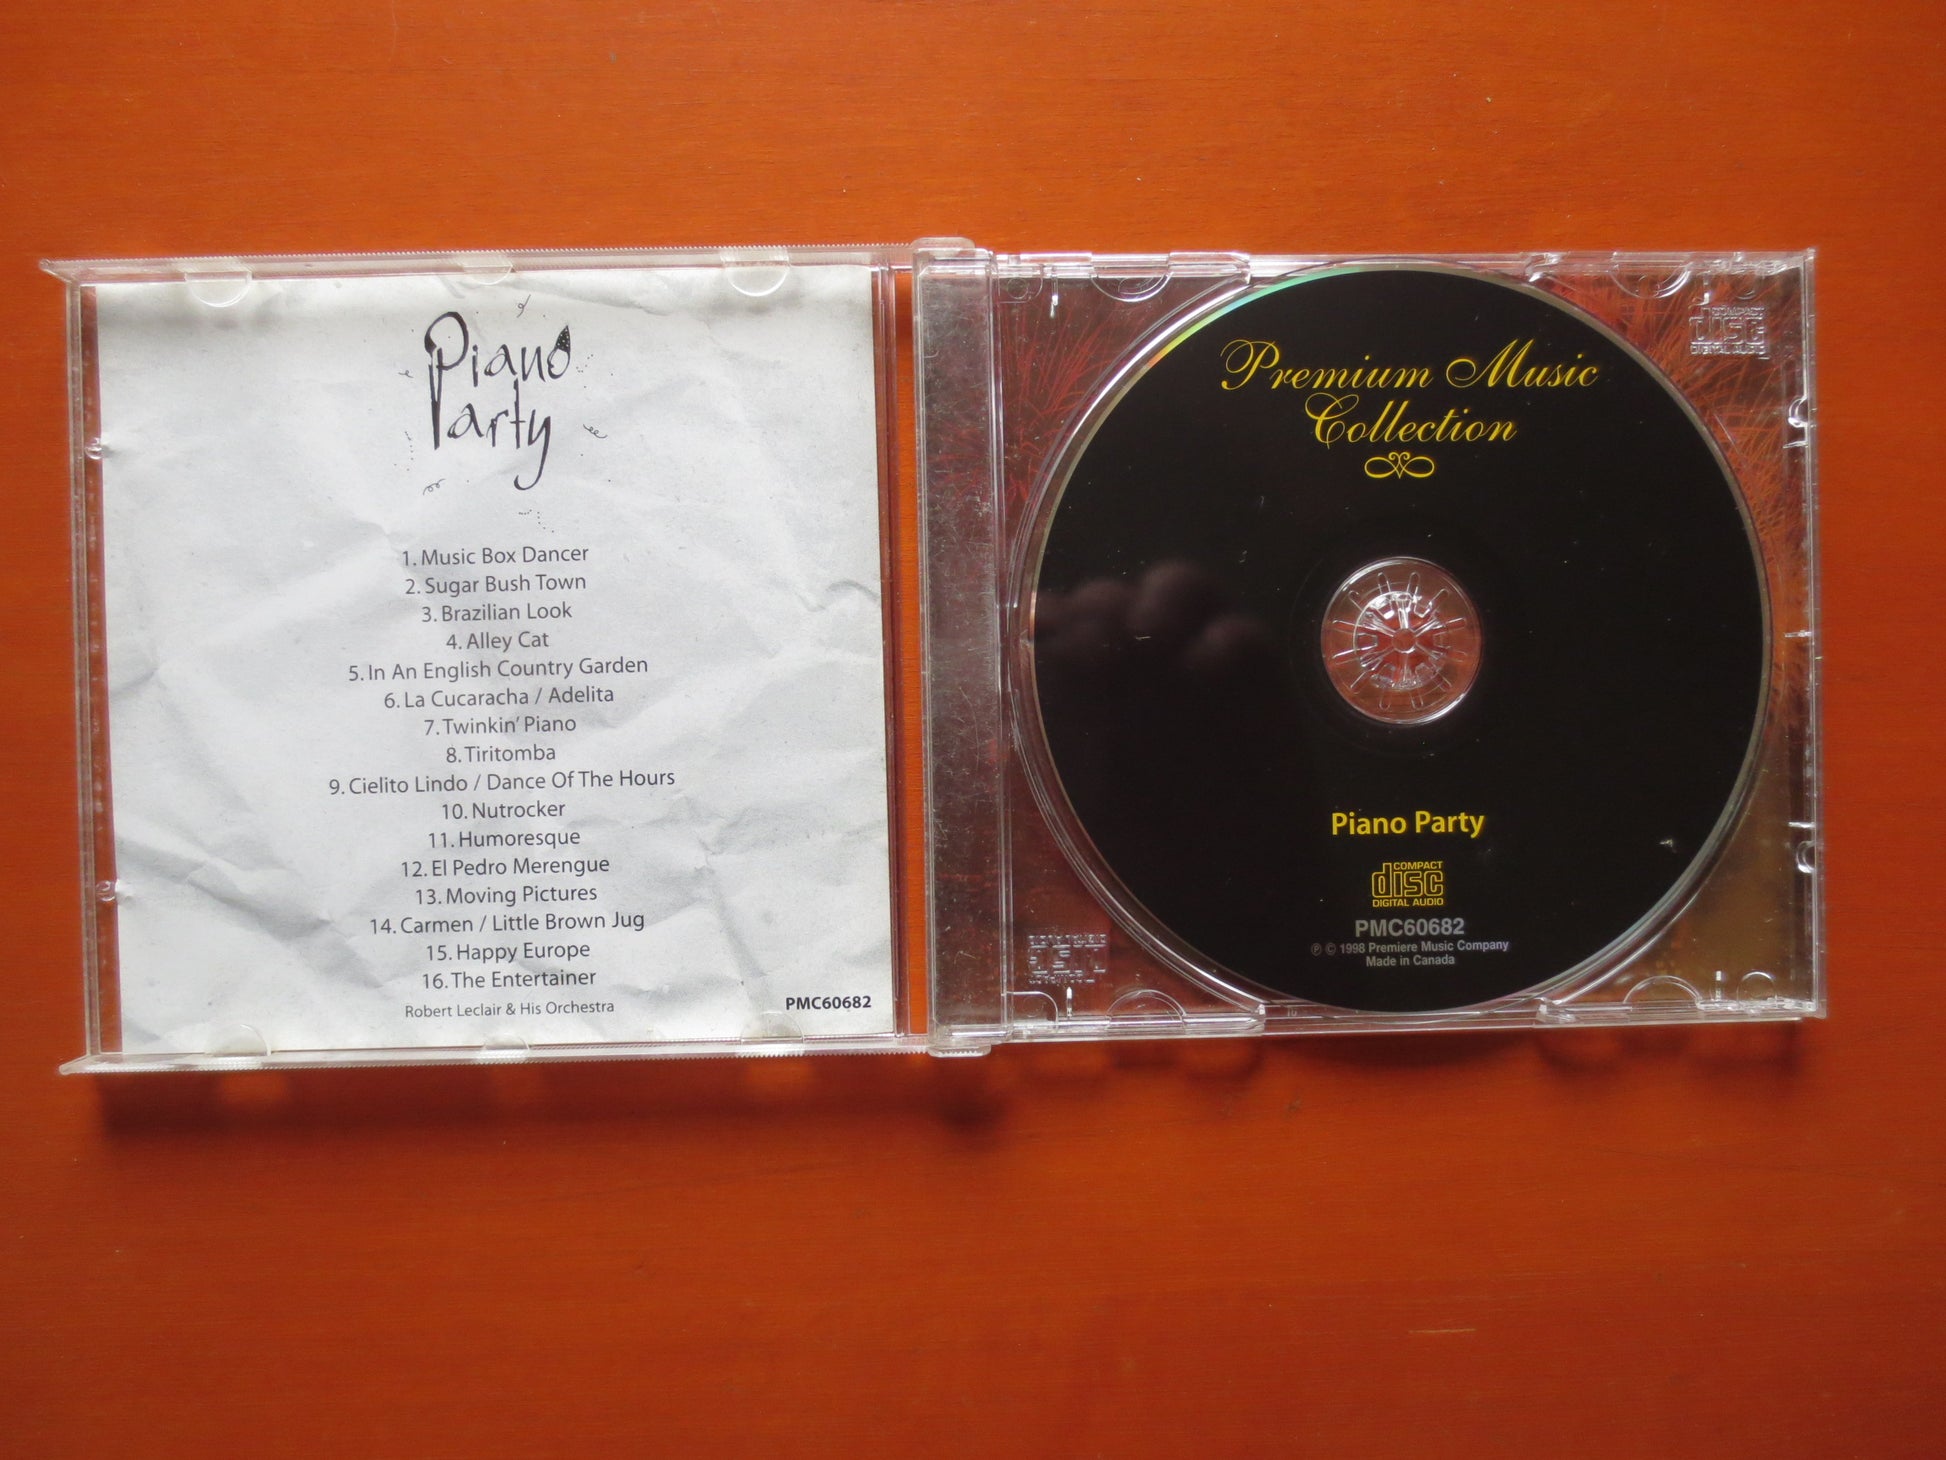 Piano
Party
1. Music Box Dancer
2. Sugar Bush Town
3. Brazilian Look
4. Alley Cat
5. In An English Country Garden
6. La Cucaracha / Adelita
7. Twinkin' Piano
8. Tiritomba
9. Cielito Lindo / Dance Of The Hours
10. Nutrocker
11. Humoresque
12. El Pedro Merengue
13. Moving Pictures
14. Carmen / Little Brown Jug
15. Happy Europe
16. The Entertainer
Robert Leclair & His Orchestra
PMC60682
Premium Music
Collection
Piano Party
COMPACT
disc
DIGITAL AUDIO
PMC60682
℗ © 1998 Premiere Music Company
Made in Canada
COMPACT
disc
DIGITAL AUDIO